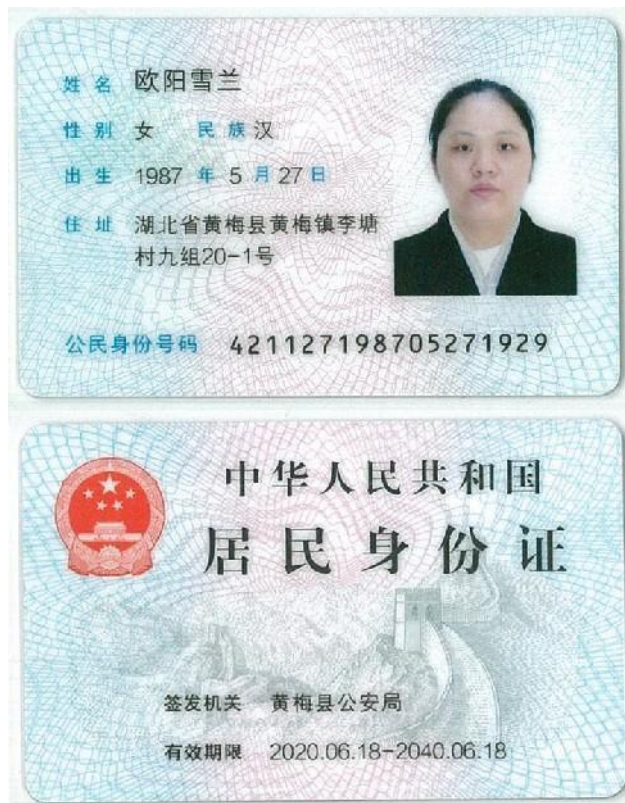 姓名 欧阳雪兰
性别 女 民族 汉
出生 1987 年 5 月 27 日
住址 湖北省黄梅县黄梅镇李塘
村九组20-1号
公民身份号码 421127198705271929
中华人民共和国
居民身份证
签发机关 黄梅县公安局
有效期限 2020.06.18-2040.06.18